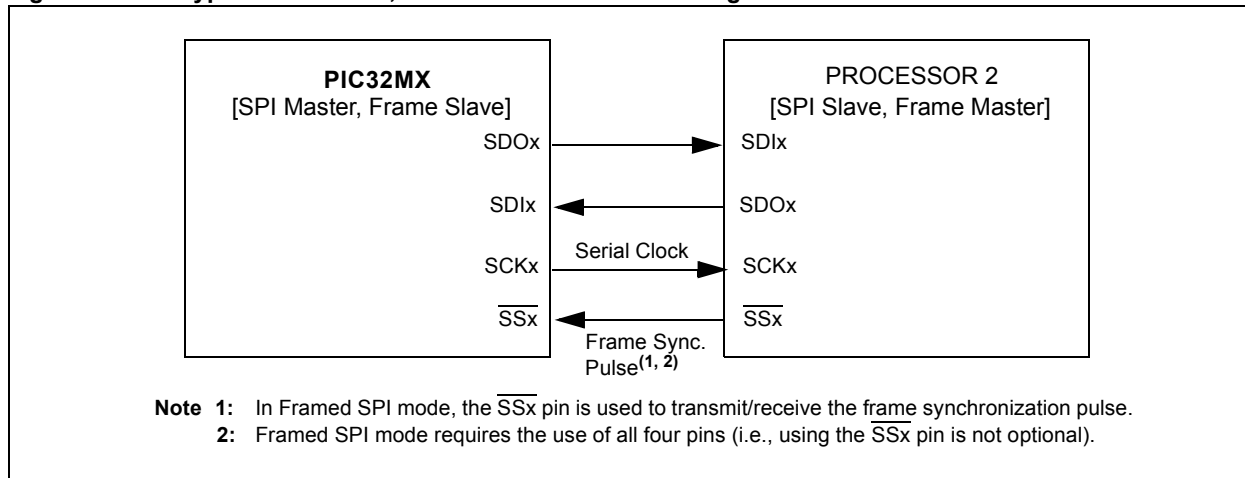 PIC32MX
[SPI Master, Frame Slave]
PROCESSOR 2
[SPI Slave, Frame Master]
SDOx
SDIx
SDIx
SDOx
Serial Clock
SCKx
SCKx
SSx
SSx
Frame Sync.
Pulse(1, 2)
Note 1: In Framed SPI mode, the SSx pin is used to transmit/receive the frame synchronization pulse.
2: Framed SPI mode requires the use of all four pins (i.e., using the SSx pin is not optional).